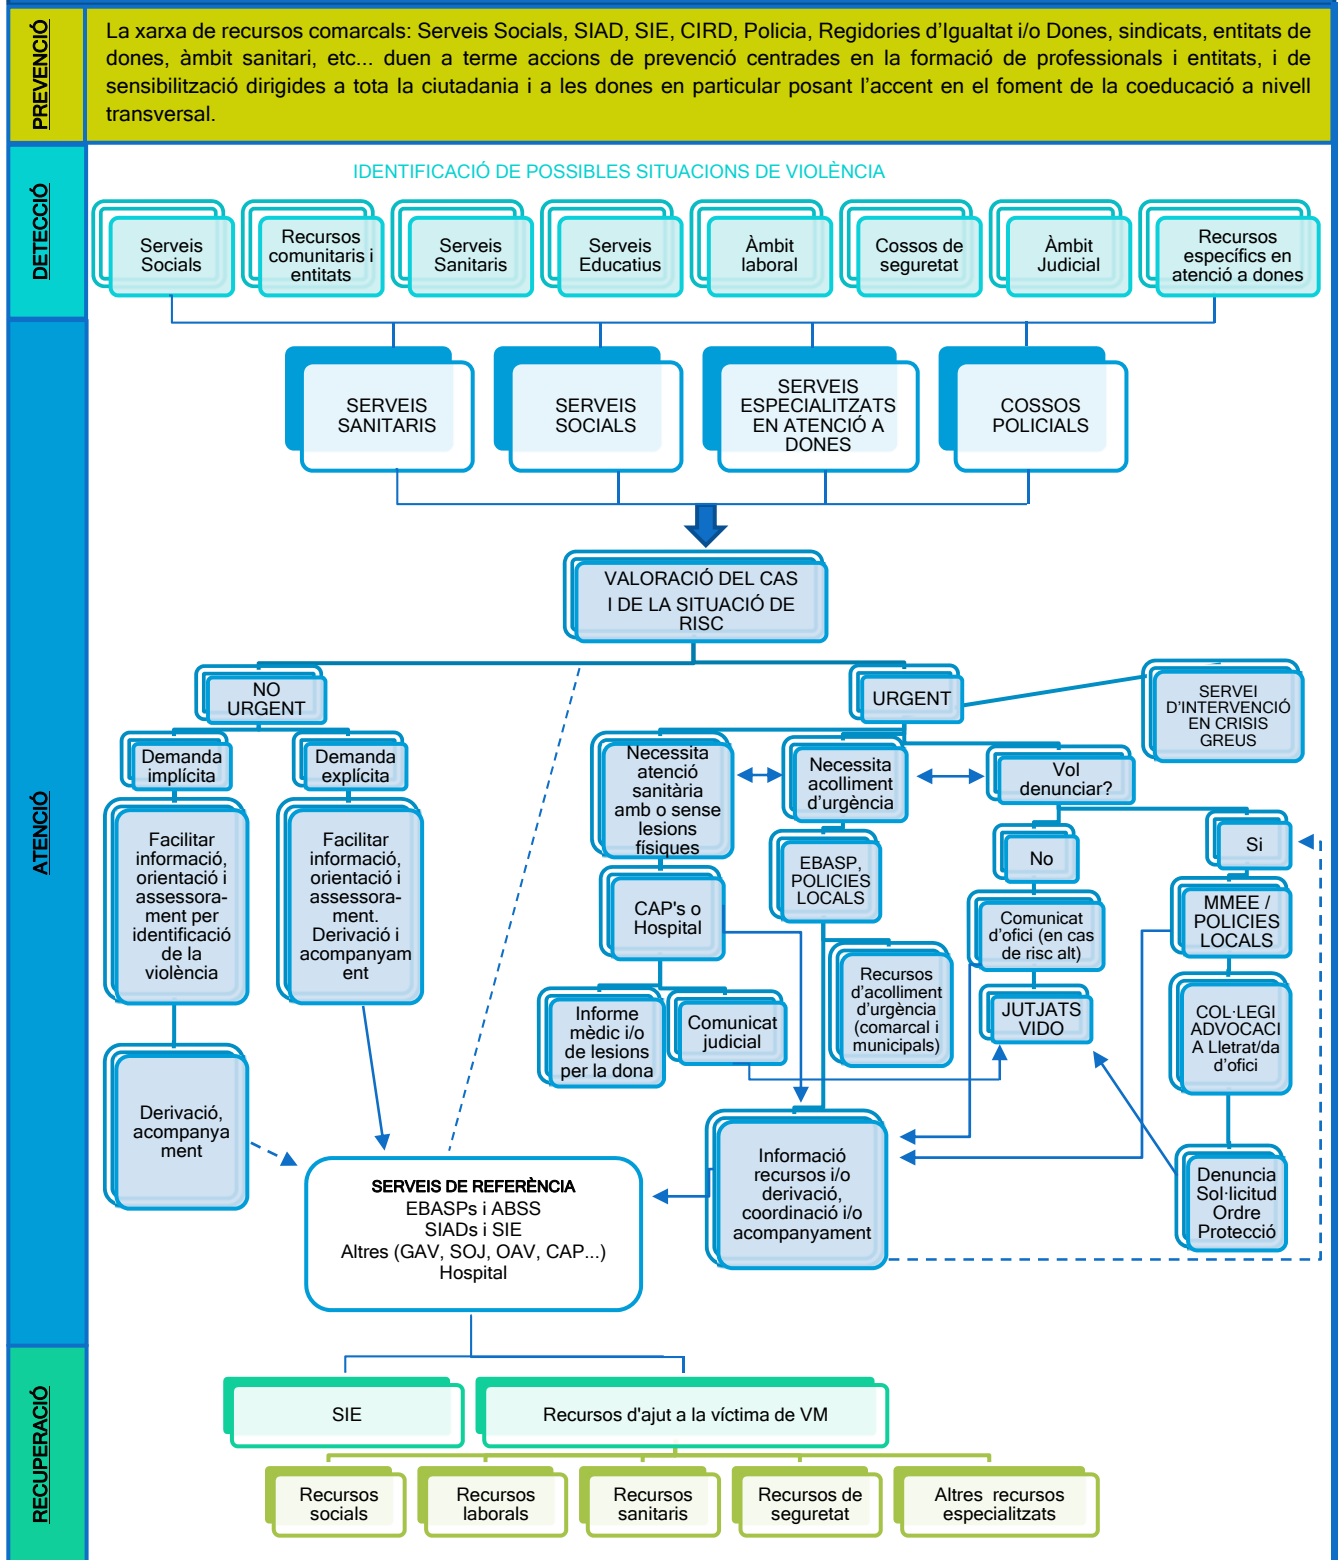 PREVENCIÓ
La xarxa de recursos comarcals: Serveis Socials, SIAD, SIE, CIRD, Policia, Regidories d'Igualtat i/o Dones, sindicats, entitats de
dones, àmbit sanitari, etc... duen a terme accions de prevenció centrades en la formació de professionals i entitats, i de
sensibilització dirigides a tota la ciutadania i a les dones en particular posant l'accent en el foment de la coeducació a nivell
transversal.
DETECCIÓ
IDENTIFICACIÓ DE POSSIBLES SITUACIONS DE VIOLÈNCIA
Serveis
Socials
Recursos
comunitaris i
entitats
Serveis
Sanitaris
Serveis
Educatius
Àmbit
laboral
Cossos de
seguretat
Àmbit
Judicial
Recursos
específics en
atenció a dones
ATENCIÓ
SERVEIS
SANITARIS
SERVEIS
SOCIALS
SERVEIS
ESPECIALITZATS
EN ATENCIÓ A
DONES
COSSOS
POLICIALS
VALORACIÓ DEL CAS
I DE LA SITUACIÓ DE
RISC
NO
URGENT
URGENT
SERVEI
D'INTERVENCIÓ
EN CRISIS
GREUS
Demanda
implícita
Demanda
explícita
Necessita
atenció
sanitària
amb o sense
lesions
físiques
Necessita
acolliment
d'urgència
Vol
denunciar?
Facilitar
informació,
orientació i
assessora-
ment per
identificació
de la
violència
Facilitar
informació,
orientació i
assessora-
ment.
Derivació i
acompanyam
ent
CAP's o
Hospital
EBASP,
POLICIES
LOCALS
No
Si
Comunicat
d'ofici (en cas
de risc alt)
MMEE /
POLICIES
LOCALS
Informe
mèdic i/o
de lesions
per la dona
Comunicat
judicial
Recursos
d'acolliment
d'urgència
(comarcal i
municipals)
JUTJATS
VIDO
COL·LEGI
ADVOCACI
A Lletrat/da
d'ofici
Derivació,
acompanya
ment
Informació
recursos i/o
derivació,
coordinació i/o
acompanyament
Denuncia
Sol·licitud
Ordre
Protecció
SERVEIS DE REFERÈNCIA
EBASPs i ABSS
SIADs i SIE
Altres (GAV, SOJ, OAV, CAP...)
Hospital
RECUPERACIÓ
SIE
Recursos d'ajut a la víctima de VM
Recursos
socials
Recursos
laborals
Recursos
sanitaris
Recursos de
seguretat
Altres recursos
especialitzats